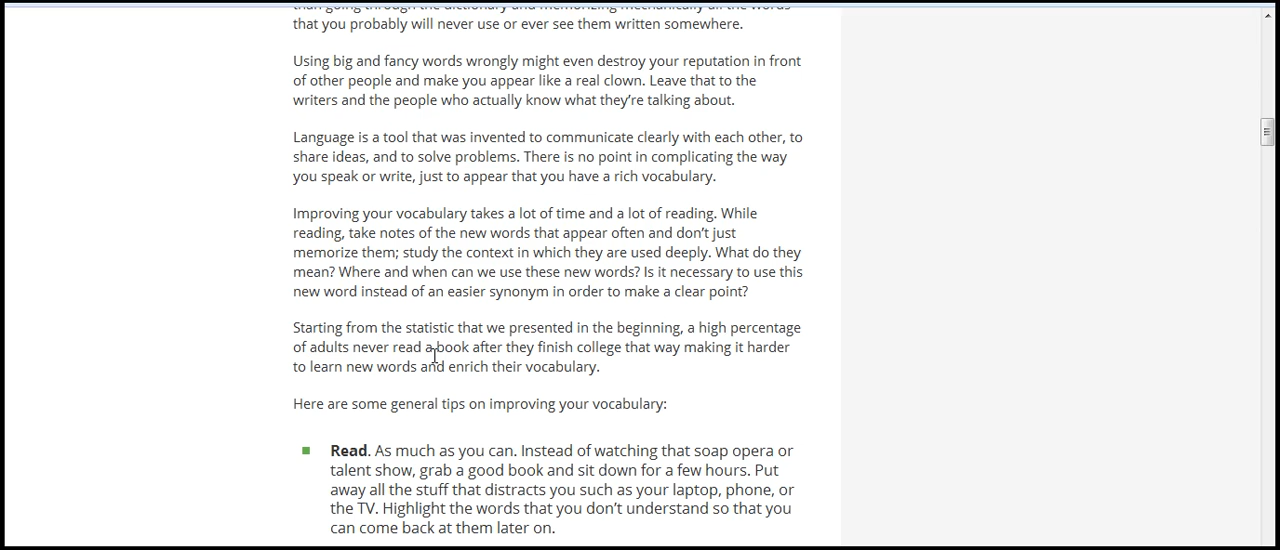 than going through the dictionary and memorizing mechanically all the words
that you probably will never use or ever see them written somewhere.
Using big and fancy words wrongly might even destroy your reputation in front
of other people and make you appear like a real clown. Leave that to the
writers and the people who actually know what they’re talking about.
Language is a tool that was invented to communicate clearly with each other, to
share ideas, and to solve problems. There is no point in complicating the way
you speak or write, just to appear that you have a rich vocabulary.
Improving your vocabulary takes a lot of time and a lot of reading. While
reading, take notes of the new words that appear often and don’t just
memorize them; study the context in which they are used deeply. What do they
mean? Where and when can we use these new words? Is it necessary to use this
new word instead of an easier synonym in order to make a clear point?
Starting from the statistic that we presented in the beginning, a high percentage
of adults never read a book after they finish college that way making it harder
to learn new words and enrich their vocabulary.
Here are some general tips on improving your vocabulary:
Read. As much as you can. Instead of watching that soap opera or
talent show, grab a good book and sit down for a few hours. Put
away all the stuff that distracts you such as your laptop, phone, or
the TV. Highlight the words that you don’t understand so that you
can come back at them later on.